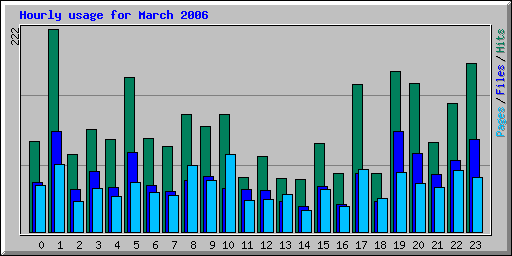 Hourly usage for March 2006
222
Pages/Files/Hits
0 1 2 3 4 5 6 7 8 9 10 11 12 13 14 15 16 17 18 19 20 21 22 23